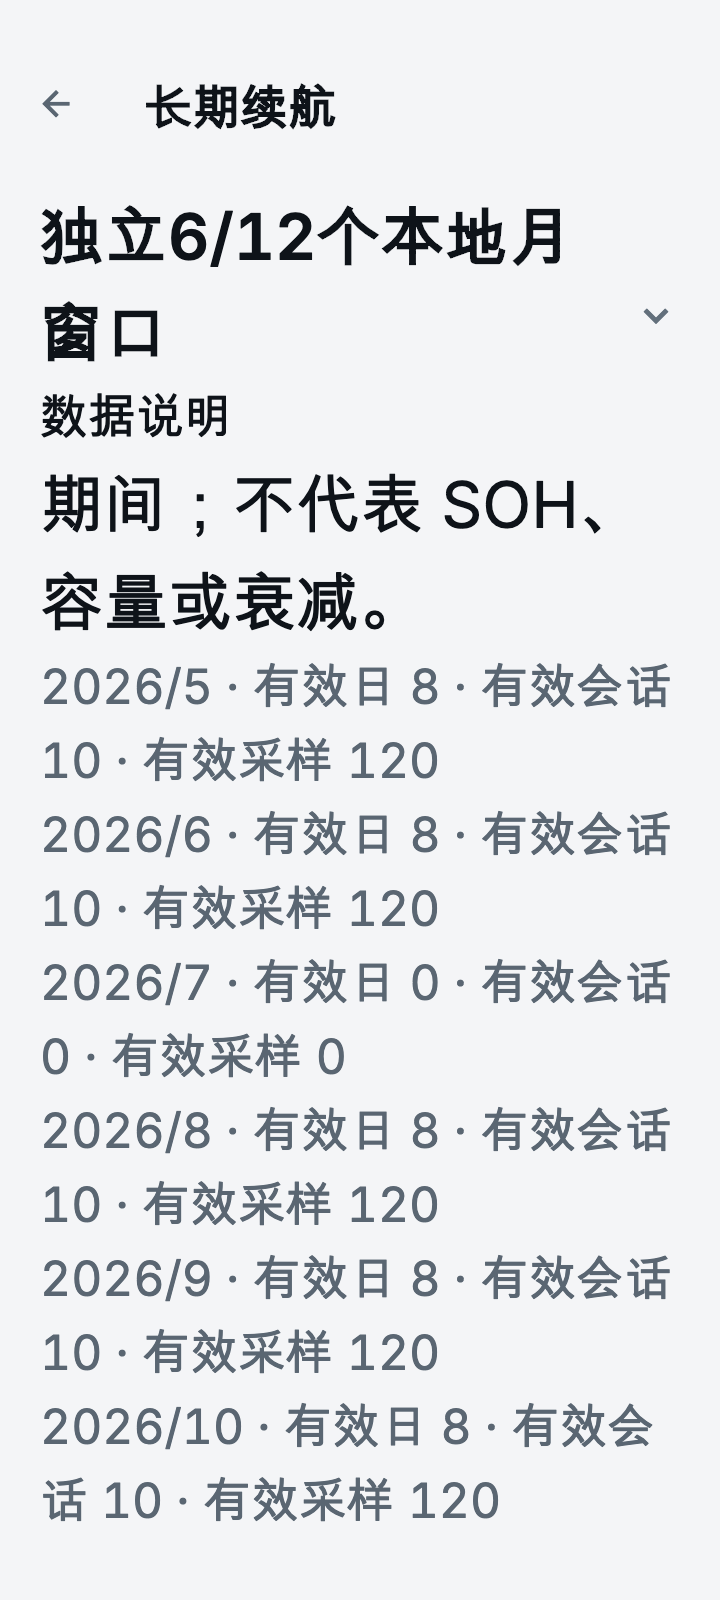 长期续航
独立6/12个本地月
窗口
数据说明
期间；不代表 SOH、
容量或衰减。
2026/5 · 有效日 8 · 有效会话
10 · 有效采样 120
2026/6 · 有效日 8 · 有效会话
10 · 有效采样 120
2026/7 · 有效日 0 · 有效会话
0 · 有效采样 0
2026/8 · 有效日 8 · 有效会话
10 · 有效采样 120
2026/9 · 有效日 8 · 有效会话
10 · 有效采样 120
2026/10 · 有效日 8 · 有效会
话 10 · 有效采样 120